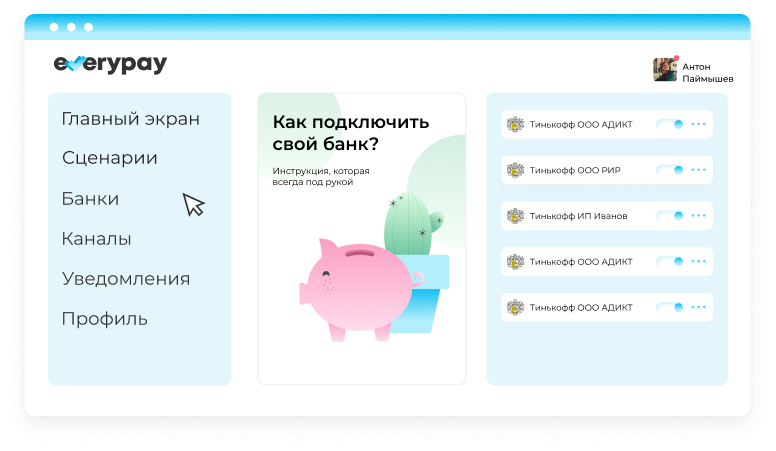 everypay
Антон
Паймышев
Главный экран
Сценарии
Банки
Каналы
Уведомления
Профиль
Как подключить
свой банк?
Инструкция, которая
всегда под рукой
Тинькофф ООО АДИКТ
Тинькофф ООО РИР
Тинькофф ИП Иванов
Тинькофф ООО АДИКТ
Тинькофф ООО АДИКТ